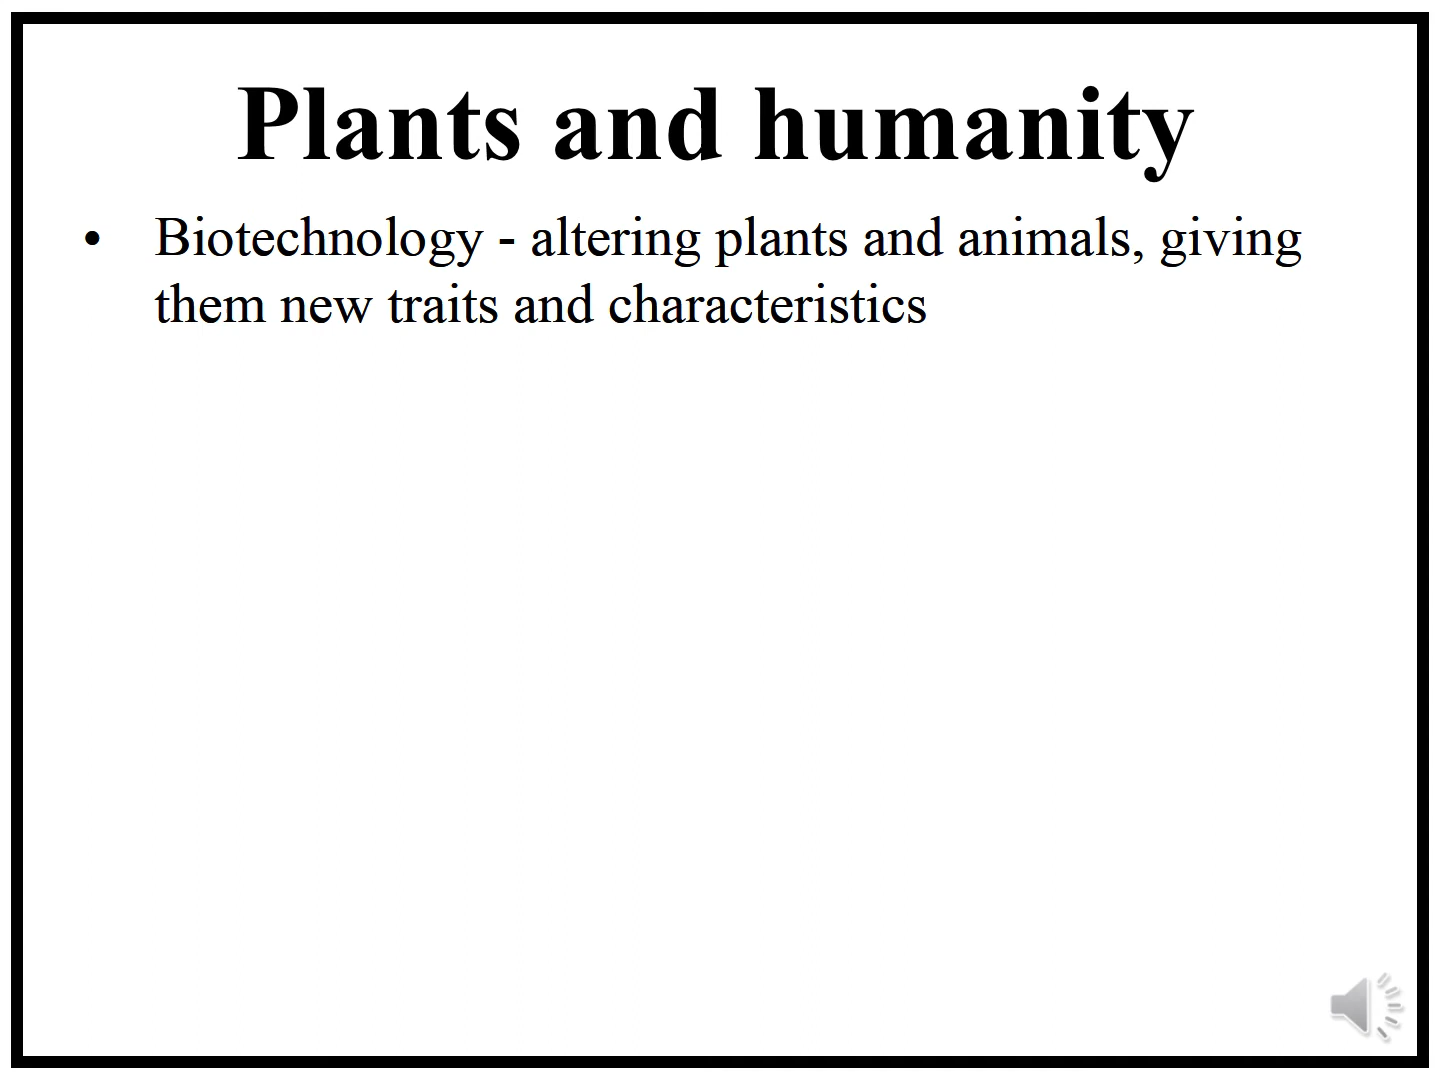 Plants and humanity
• Biotechnology - altering plants and animals, giving
them new traits and characteristics